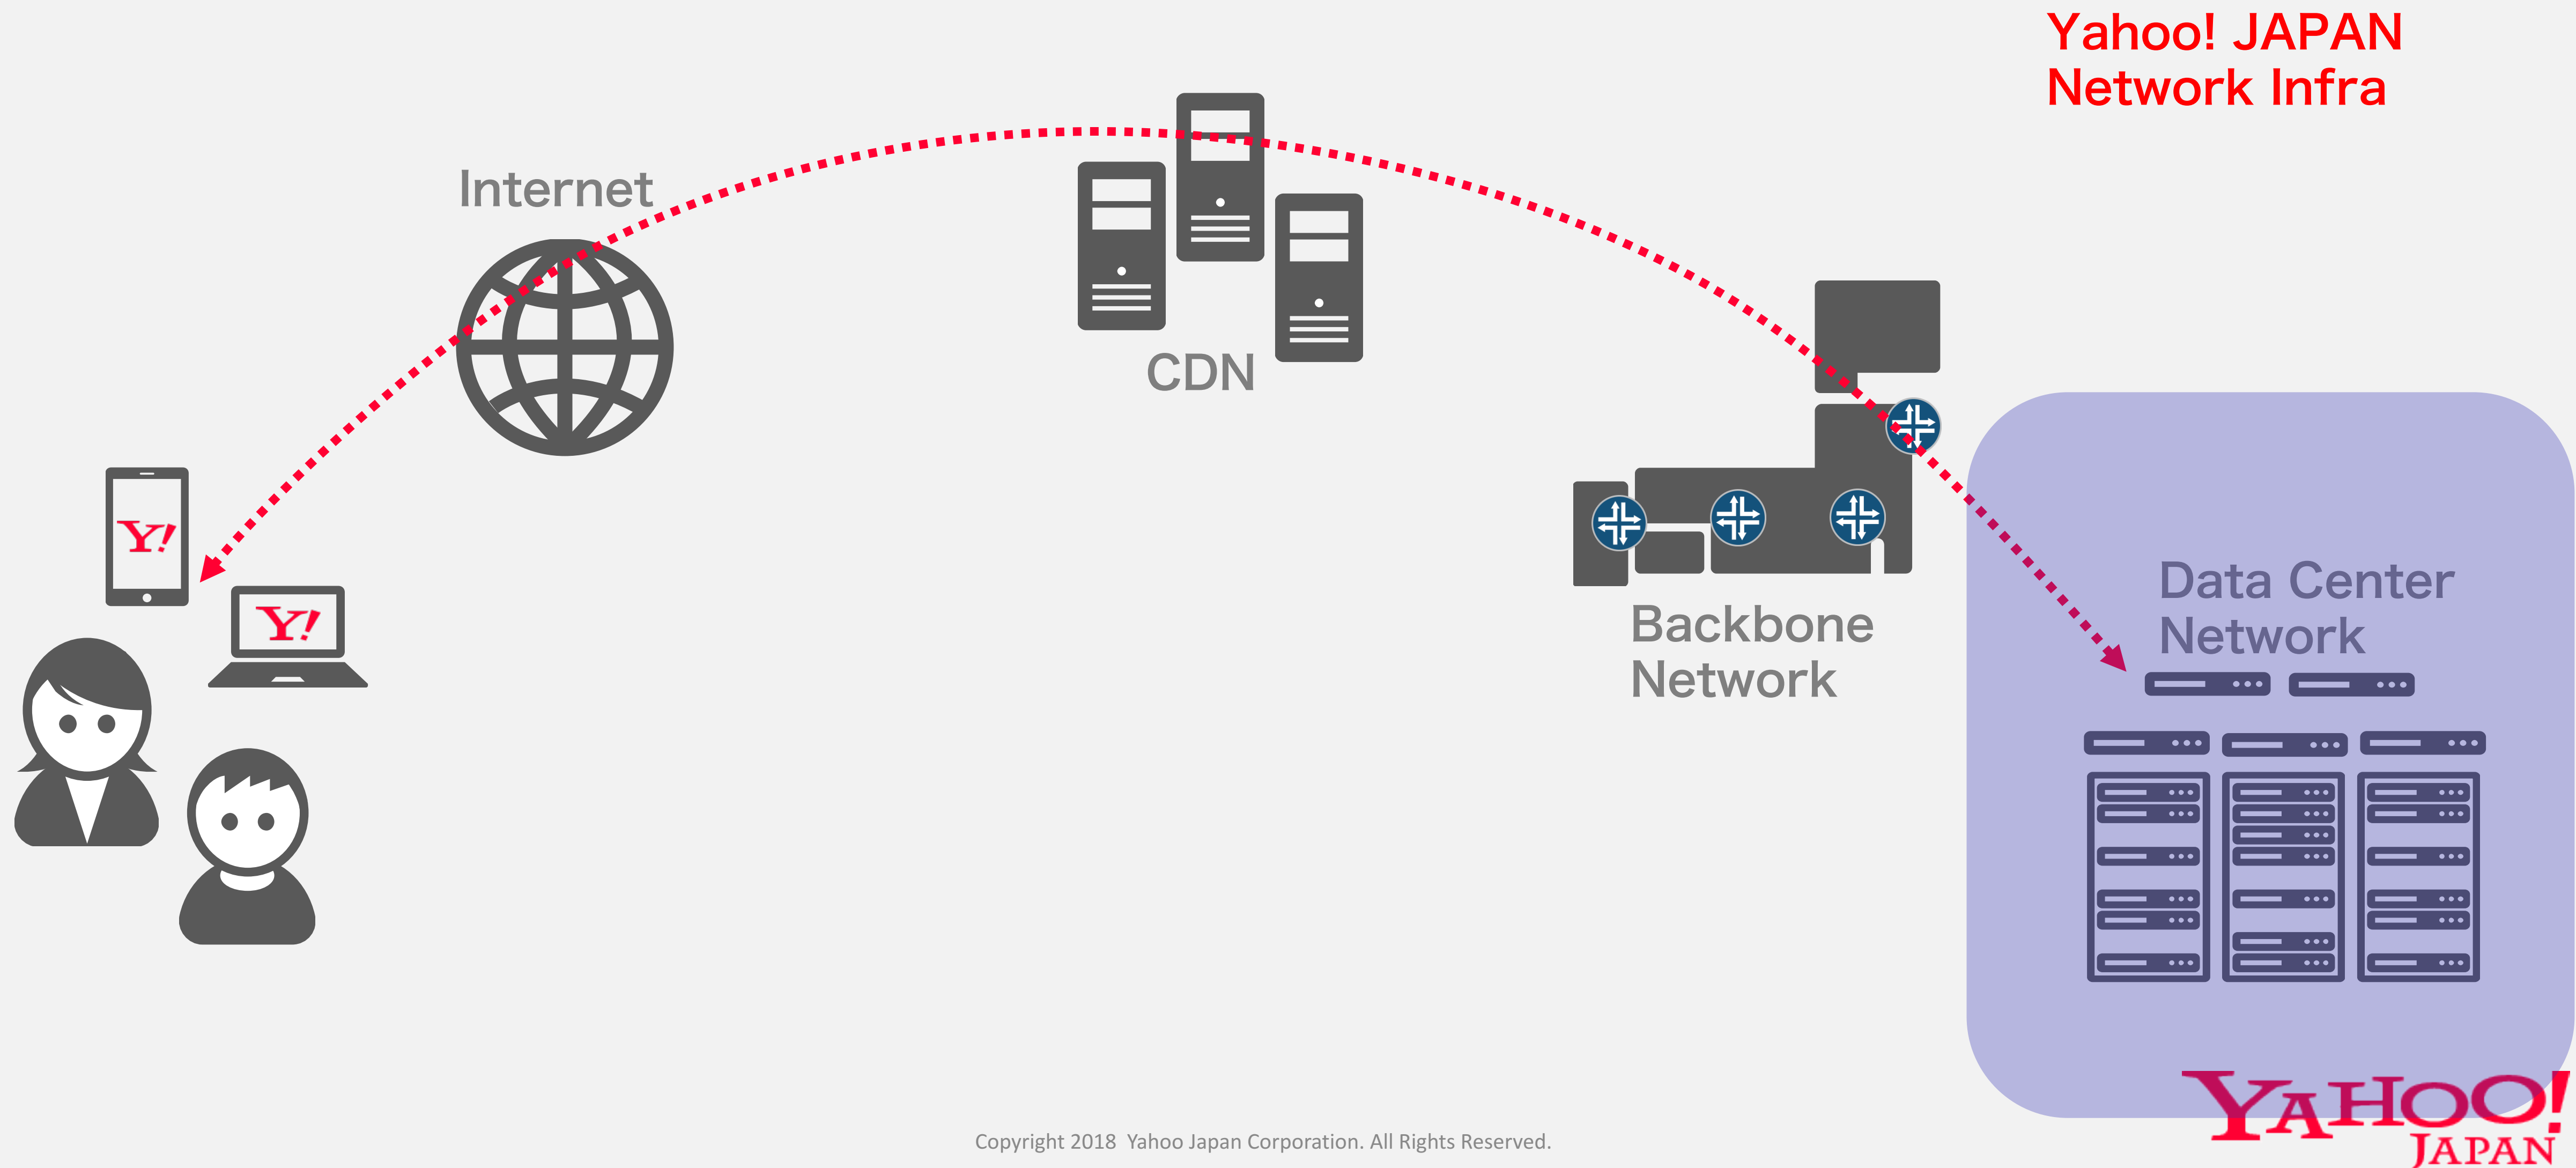 Yahoo! JAPAN
Network Infra
Internet
CDN
Y!
Y!
Backbone
Network
Data Center
Network
Copyright 2018 Yahoo Japan Corporation. All Rights Reserved.
YAHOO!
JAPAN